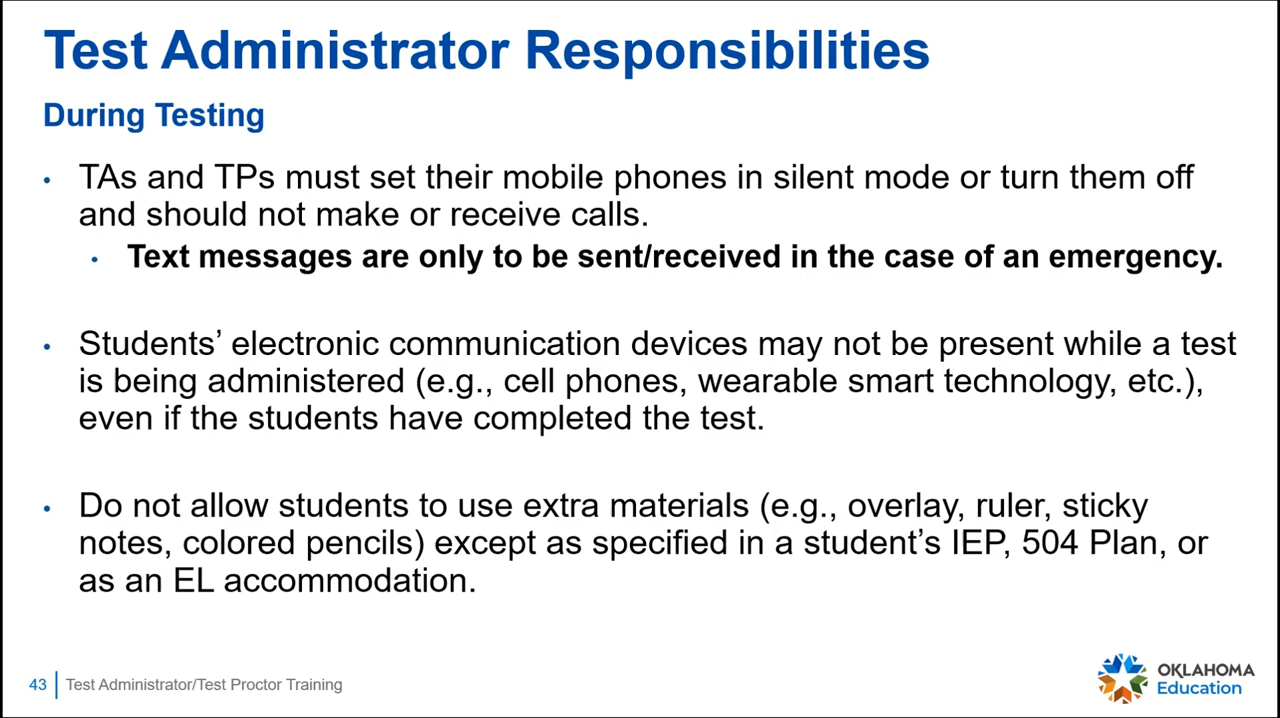 Test Administrator Responsibilities
During Testing
• TAs and TPs must set their mobile phones in silent mode or turn them off
and should not make or receive calls.
• Text messages are only to be sent/received in the case of an emergency.
• Students’ electronic communication devices may not be present while a test
is being administered (e.g., cell phones, wearable smart technology, etc.),
even if the students have completed the test.
• Do not allow students to use extra materials (e.g., overlay, ruler, sticky
notes, colored pencils) except as specified in a student’s IEP, 504 Plan, or
as an EL accommodation.
43 | Test Administrator/Test Proctor Training
OKLAHOMA
Education